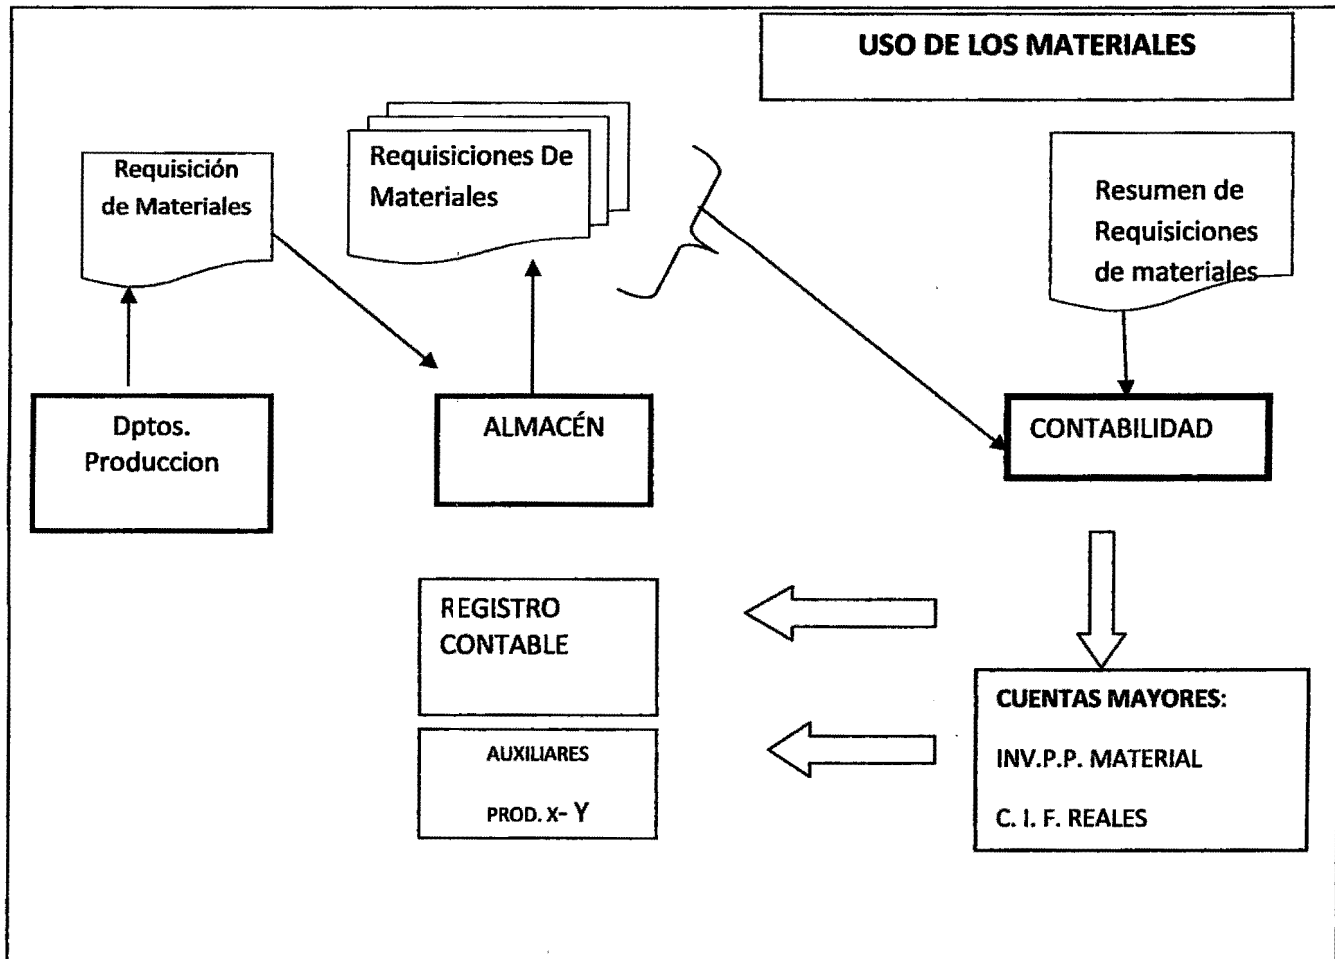 USO DE LOS MATERIALES
Requisición
de Materiales
Requisiciones De
Materiales
Resumen de
Requisiciones
de materiales
Dptos.
Produccion
ALMACÉN
CONTABILIDAD
REGISTRO
CONTABLE
AUXILIARES
PROD. X- Y
CUENTAS MAYORES:
INV.P.P. MATERIAL
C. I. F. REALES